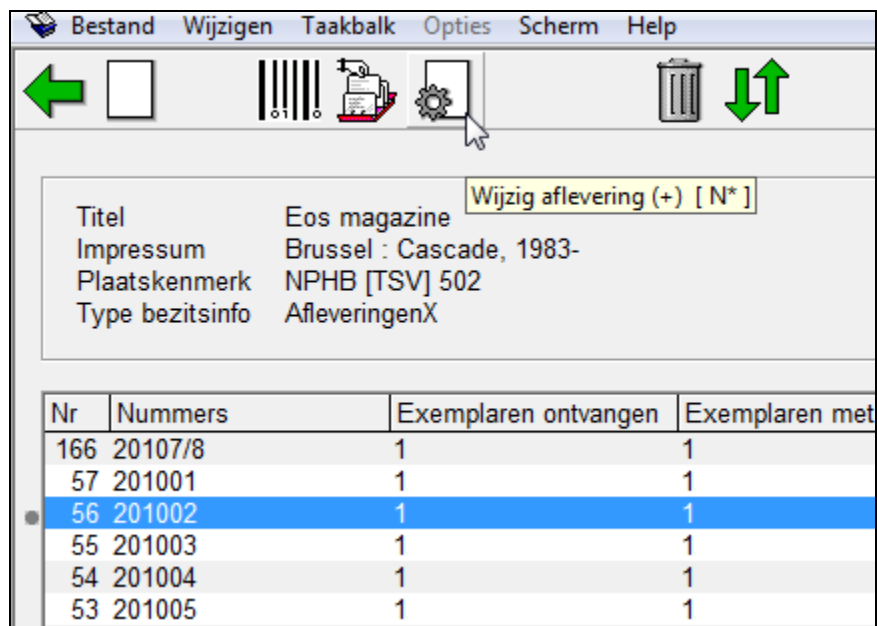 Bestand Wijzigen Taakbalk Opties Scherm Help
01
Wijzig aflevering (+) [ N* ]
Titel Eos magazine
Impressum Brussel : Cascade, 1983-
Plaatskenmerk NPHB [TSV] 502
Type bezitsinfo AfleveringenX
Nr Nummers Exemplaren ontvangen Exemplaren met
166 20107/8 1 1
57 201001 1 1
56 201002 1 1
55 201003 1 1
54 201004 1 1
53 201005 1 1